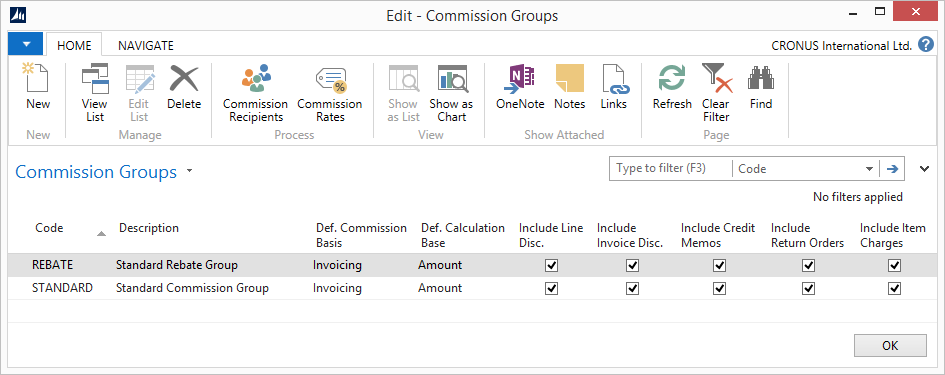 Edit - Commission Groups
HOME NAVIGATE CRONUS International Ltd.
New
View List
Edit List
Delete
Commission Recipients
Commission Rates
Show as List
Show as Chart
OneNote
Notes
Links
Refresh
Clear Filter
Find
New Manage Process View Show Attached Page
Commission Groups
Type to filter (F3) Code
No filters applied
Code Description Def. Commission Basis Def. Calculation Base Include Line Disc. Include Invoice Disc. Include Credit Memos Include Return Orders Include Item Charges
REBATE Standard Rebate Group Invoicing Amount
STANDARD Standard Commission Group Invoicing Amount
OK